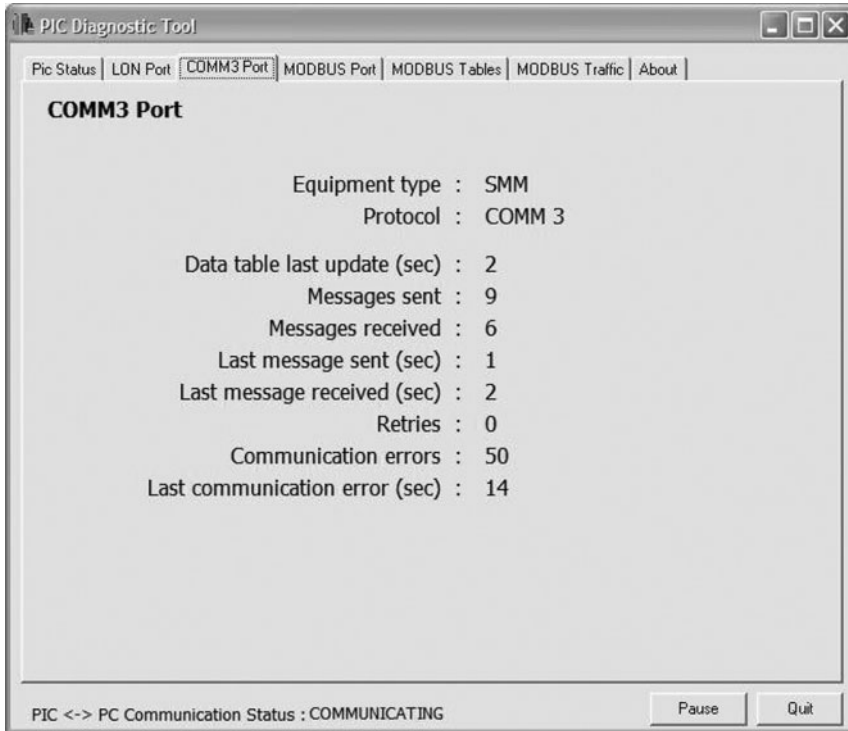 PIC Diagnostic Tool
Pic Status LON Port COMM3 Port MODBUS Port MODBUS Tables MODBUS Traffic About
COMM3 Port
Equipment type : SMM
Protocol : COMM 3
Data table last update (sec) : 2
Messages sent : 9
Messages received : 6
Last message sent (sec) : 1
Last message received (sec) : 2
Retries : 0
Communication errors : 50
Last communication error (sec) : 14
PIC <-> PC Communication Status : COMMUNICATING
Pause Quit